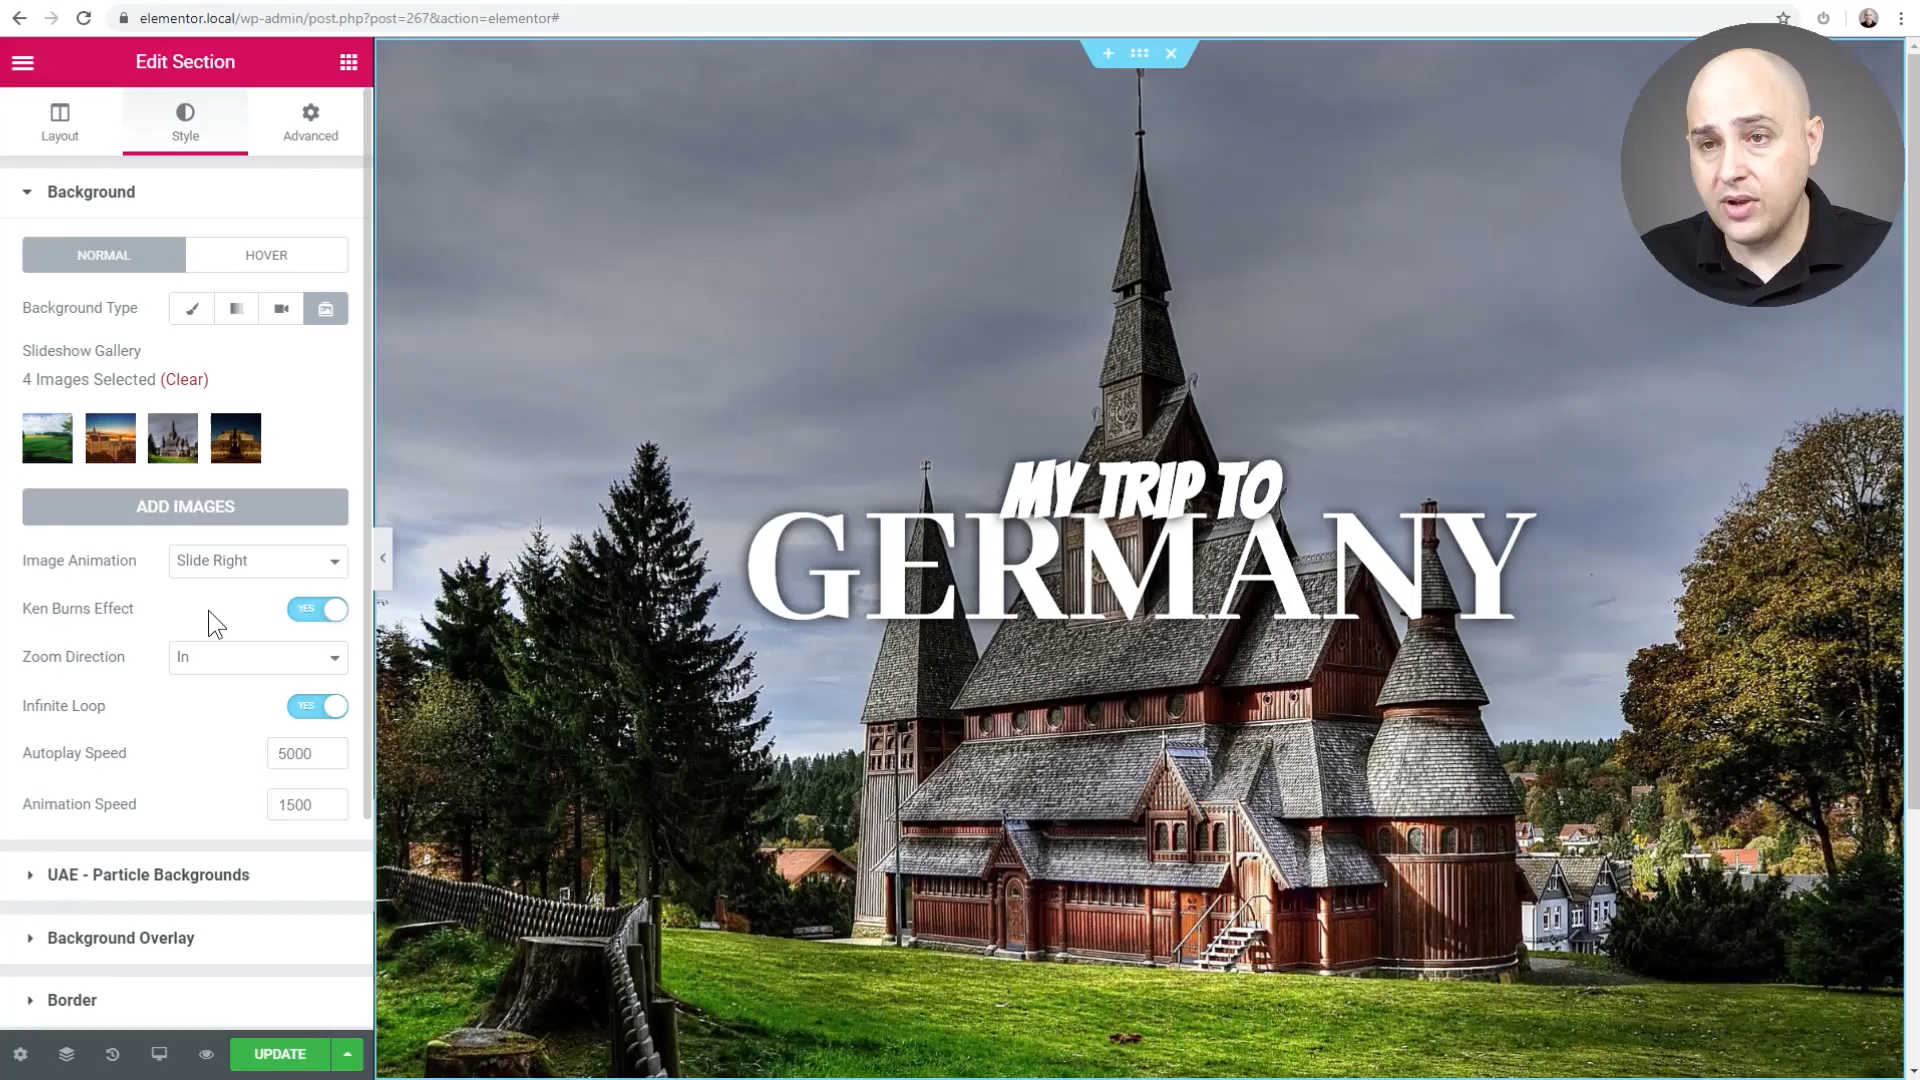 elementor.local/wp-admin/post.php?post=267&action=elementor#
Edit Section
Layout
Style
Advanced
Background
NORMAL
HOVER
Background Type
Slideshow Gallery
4 Images Selected (Clear)
ADD IMAGES
Image Animation
Slide Right
Ken Burns Effect
YES
Zoom Direction
In
Infinite Loop
YES
Autoplay Speed
5000
Animation Speed
1500
UAE - Particle Backgrounds
Background Overlay
Border
UPDATE
MY TRIP TO
GERMANY